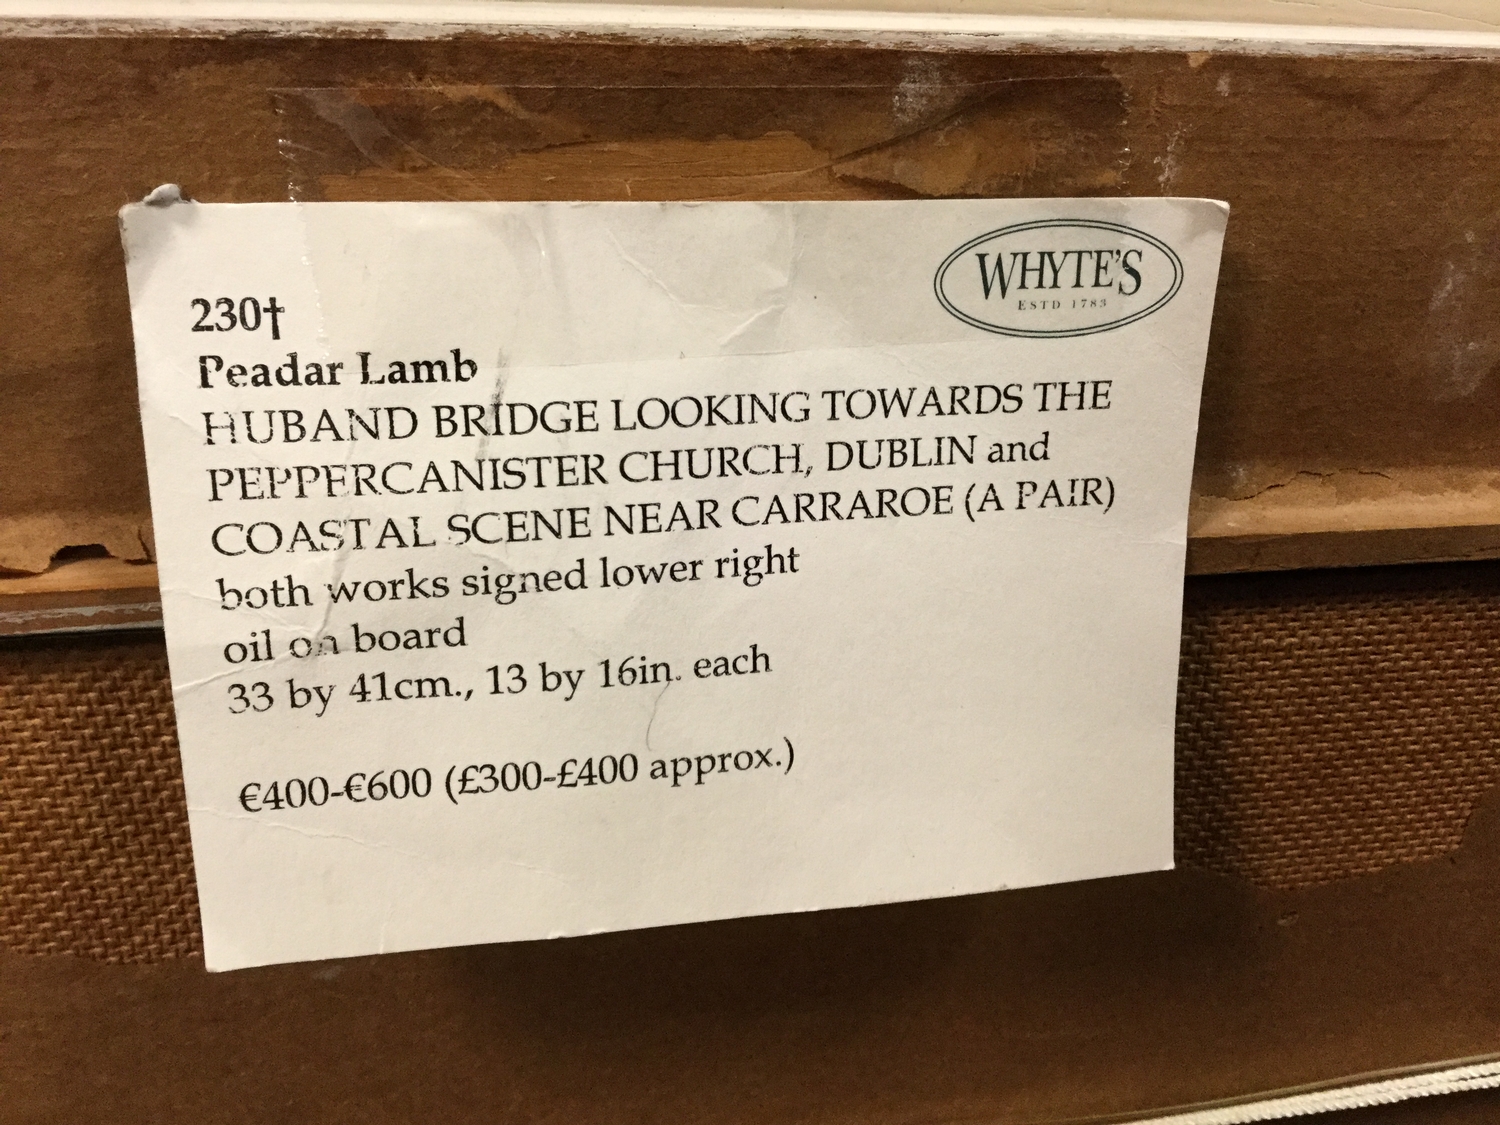 WHYTE'S
ESTD 1783
230†
Peadar Lamb
HUBAND BRIDGE LOOKING TOWARDS THE
PEPPERCANISTER CHURCH, DUBLIN and
COASTAL SCENE NEAR CARRAROE (A PAIR)
both works signed lower right
oil on board
33 by 41cm., 13 by 16in. each
€400-€600 (£300-£400 approx.)